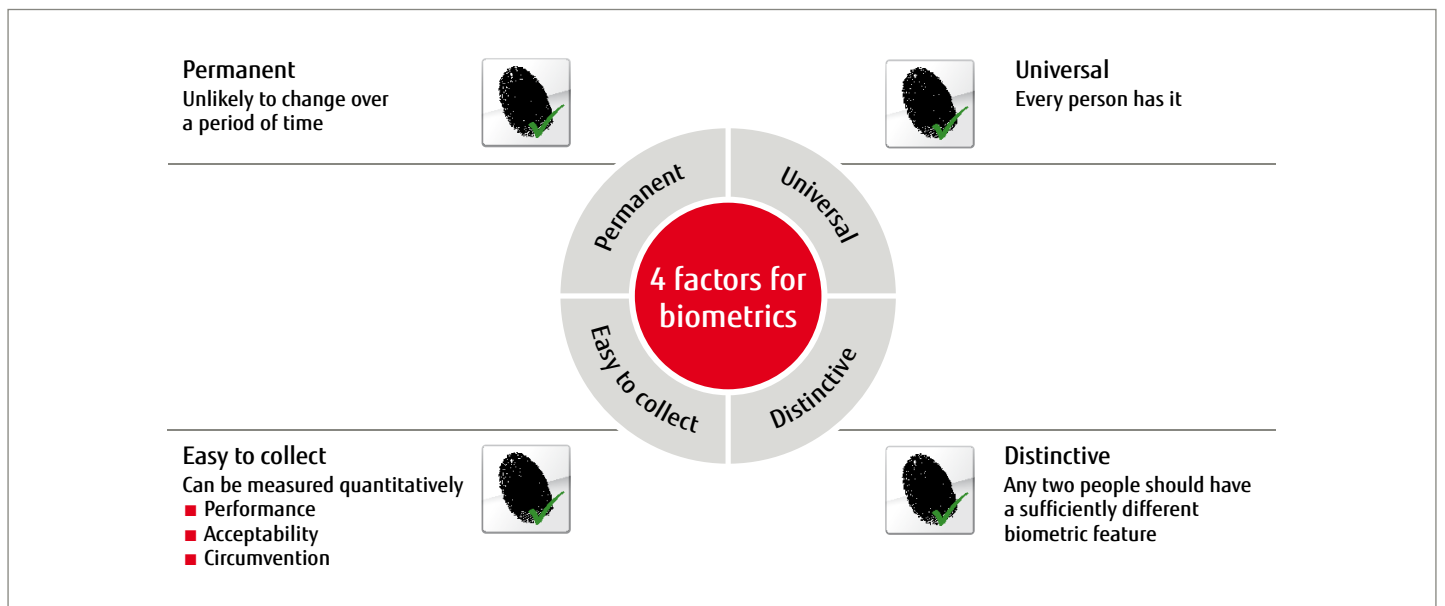 Permanent
Unlikely to change over
a period of time
Universal
Every person has it
Permanent
Universal
4 factors for
biometrics
Easy to collect
Distinctive
Easy to collect
Can be measured quantitatively
■ Performance
■ Acceptability
■ Circumvention
Distinctive
Any two people should have
a sufficiently different
biometric feature